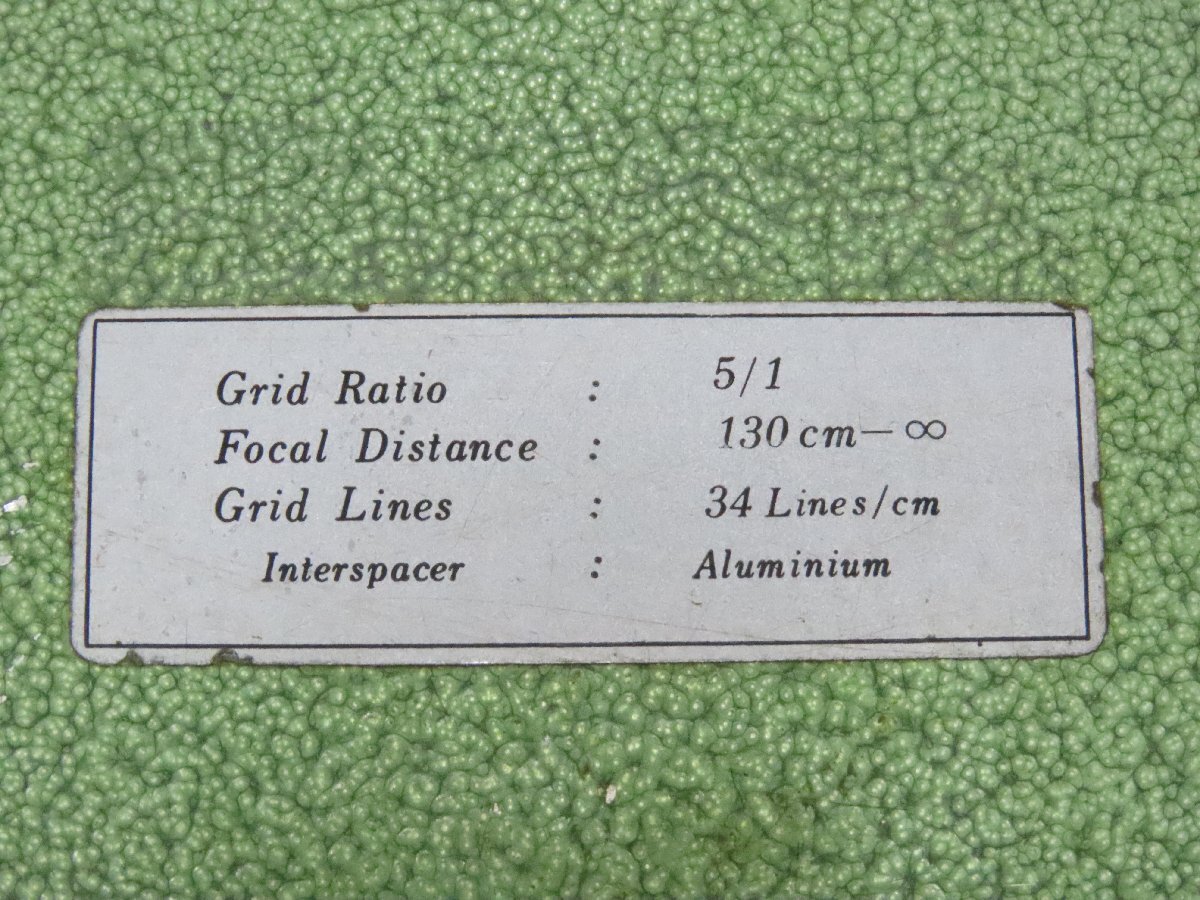 Grid Ratio : 5/1
Focal Distance : 130 cm — ∞
Grid Lines : 34 Lines/cm
Interspacer : Aluminium